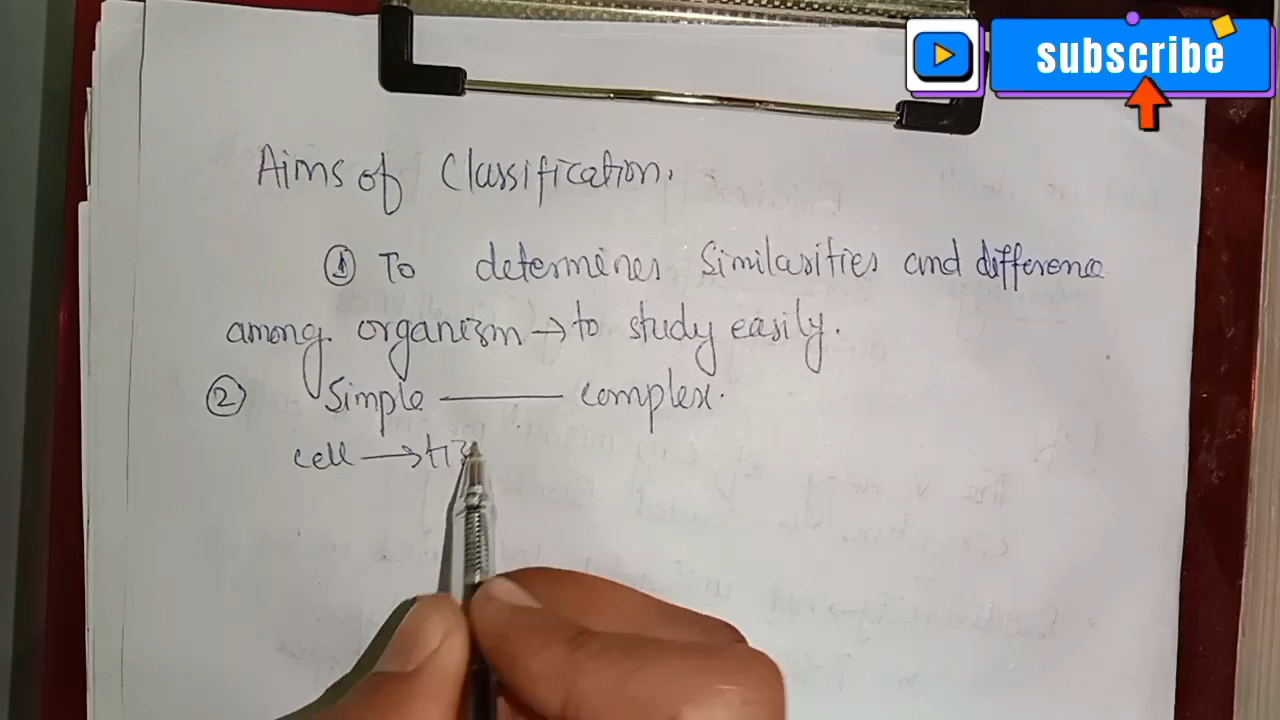 subscribe
Aims of Classification.
① To determines Similarities and difference
among organism → to study easily.
② Simple —— complex.
cell → tis